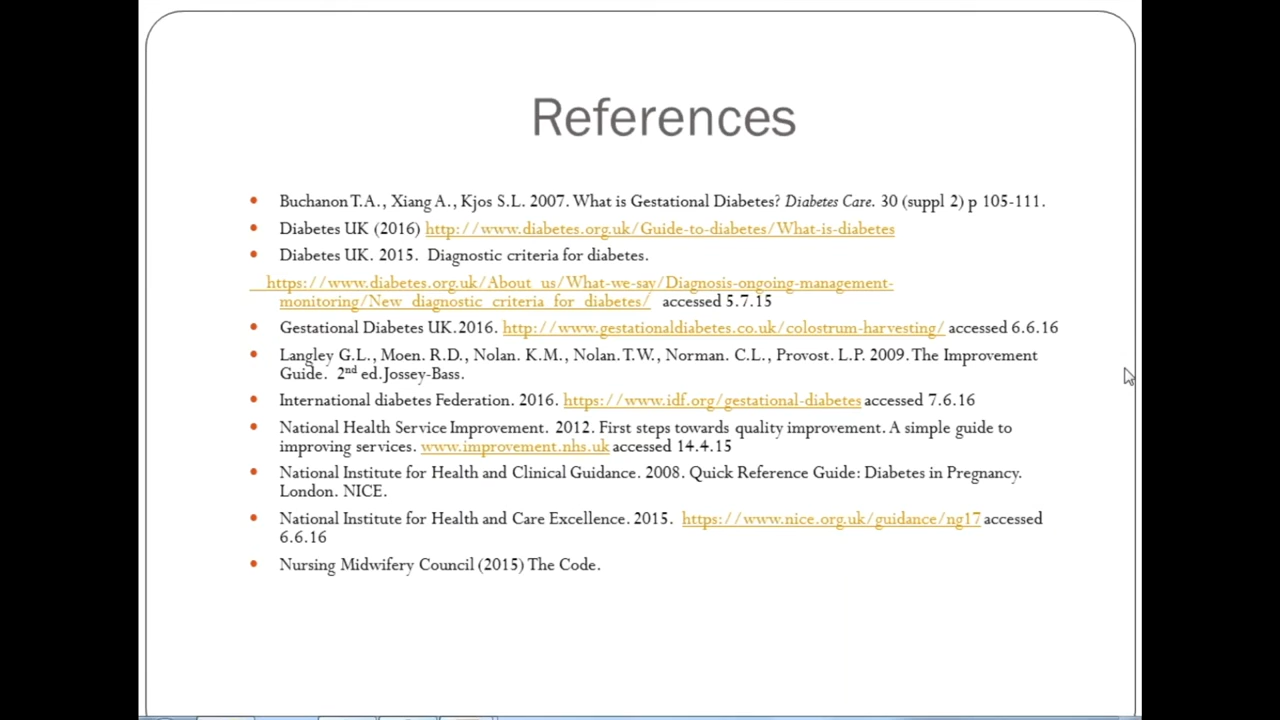 References
Buchanon T.A., Xiang A., Kjos S.L. 2007. What is Gestational Diabetes? Diabetes Care. 30 (suppl 2) p 105-111.
Diabetes UK (2016) http://www.diabetes.org.uk/Guide-to-diabetes/What-is-diabetes
Diabetes UK. 2015. Diagnostic criteria for diabetes.
https://www.diabetes.org.uk/About_us/What-we-say/Diagnosis-ongoing-management-
monitoring/New_diagnostic_criteria_for_diabetes/ accessed 5.7.15
Gestational Diabetes UK.2016. http://www.gestationaldiabetes.co.uk/colostrum-harvesting/ accessed 6.6.16
Langley G.L., Moen. R.D., Nolan. K.M., Nolan. T.W., Norman. C.L., Provost. L.P. 2009. The Improvement
Guide. 2nd ed. Jossey-Bass.
International diabetes Federation. 2016. https://www.idf.org/gestational-diabetes accessed 7.6.16
National Health Service Improvement. 2012. First steps towards quality improvement. A simple guide to
improving services. www.improvement.nhs.uk accessed 14.4.15
National Institute for Health and Clinical Guidance. 2008. Quick Reference Guide: Diabetes in Pregnancy.
London. NICE.
National Institute for Health and Care Excellence. 2015. https://www.nice.org.uk/guidance/ng17 accessed
6.6.16
Nursing Midwifery Council (2015) The Code.